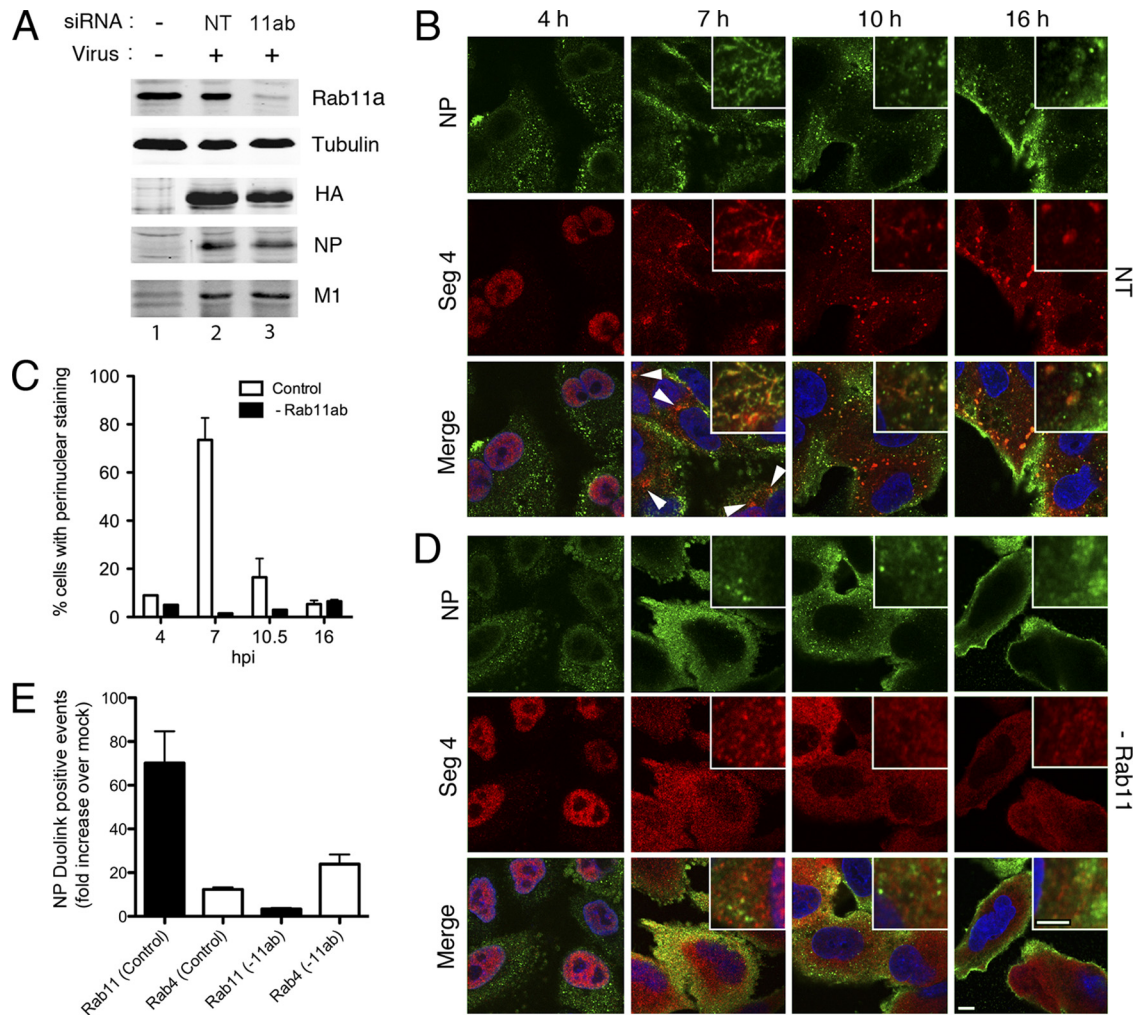 A
siRNA : - NT 11ab
Virus : - + +
Rab11a
Tubulin
HA
NP
M1
1 2 3
B
4 h 7 h 10 h 16 h
NP
Seg 4
Merge
NT
C
% cells with perinuclear staining
100
80
60
40
20
0
Control
- Rab11ab
4 7 10.5 16
hpi
D
NP
Seg 4
Merge
- Rab11
E
NP Duolink positive events
(fold increase over mock)
100
80
60
40
20
0
Rab11 (Control)
Rab4 (Control)
Rab11 (-11ab)
Rab4 (-11ab)